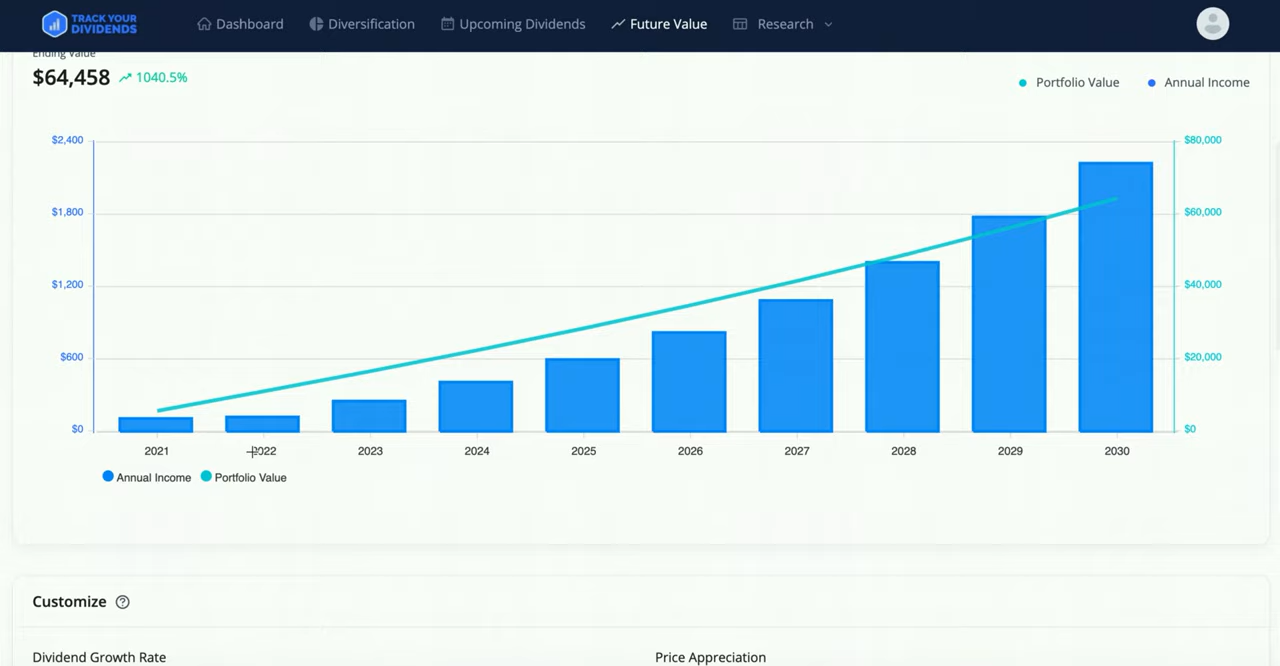 TRACK YOUR
DIVIDENDS
Dashboard
Diversification
Upcoming Dividends
Future Value
Research
Ending Value
$64,458
1040.5%
Portfolio Value
Annual Income
$2,400
$1,800
$1,200
$600
$0
$80,000
$60,000
$40,000
$20,000
$0
2021
2022
2023
2024
2025
2026
2027
2028
2029
2030
Annual Income
Portfolio Value
Customize
Dividend Growth Rate
Price Appreciation